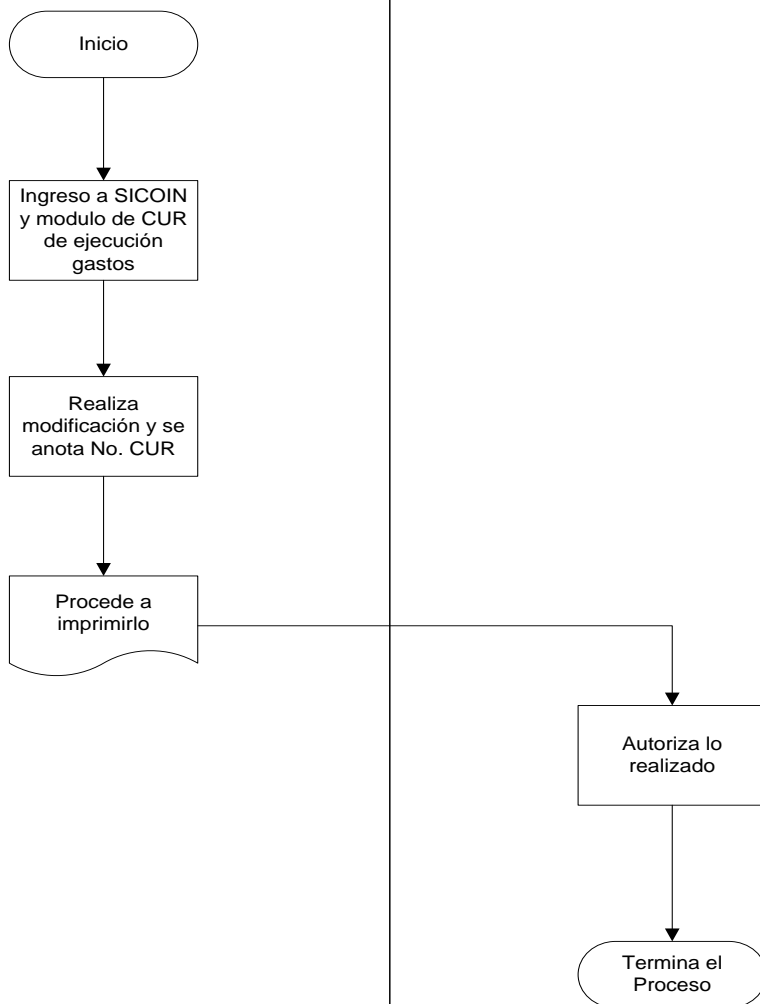 Inicio
Ingreso a SICOIN
y modulo de CUR
de ejecución
gastos
Realiza
modificación y se
anota No. CUR
Procede a
imprimirlo
Autoriza lo
realizado
Termina el
Proceso